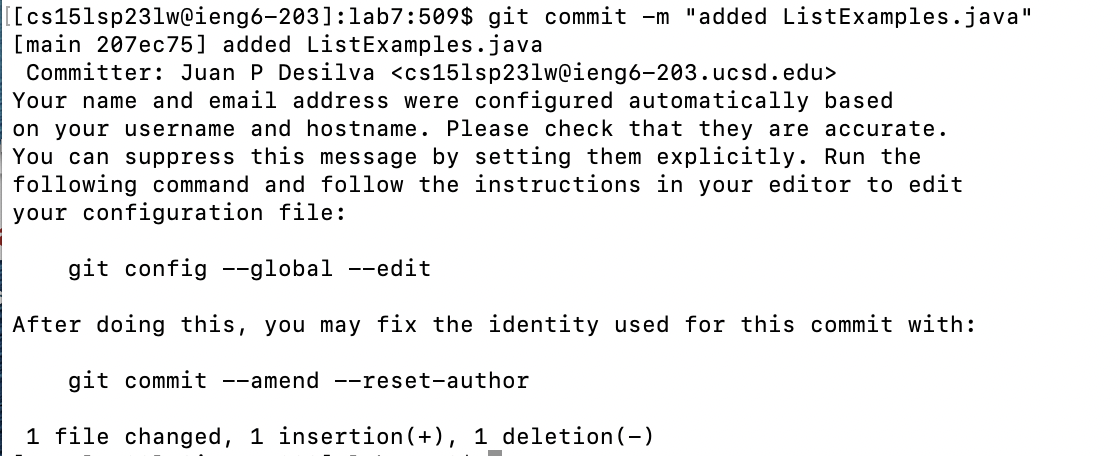 [[cs15lsp23lw@ieng6-203]:lab7:509$ git commit -m "added ListExamples.java"
[main 207ec75] added ListExamples.java
 Committer: Juan P Desilva <cs15lsp23lw@ieng6-203.ucsd.edu>
Your name and email address were configured automatically based
on your username and hostname. Please check that they are accurate.
You can suppress this message by setting them explicitly. Run the
following command and follow the instructions in your editor to edit
your configuration file:
    git config --global --edit
After doing this, you may fix the identity used for this commit with:
    git commit --amend --reset-author
 1 file changed, 1 insertion(+), 1 deletion(-)